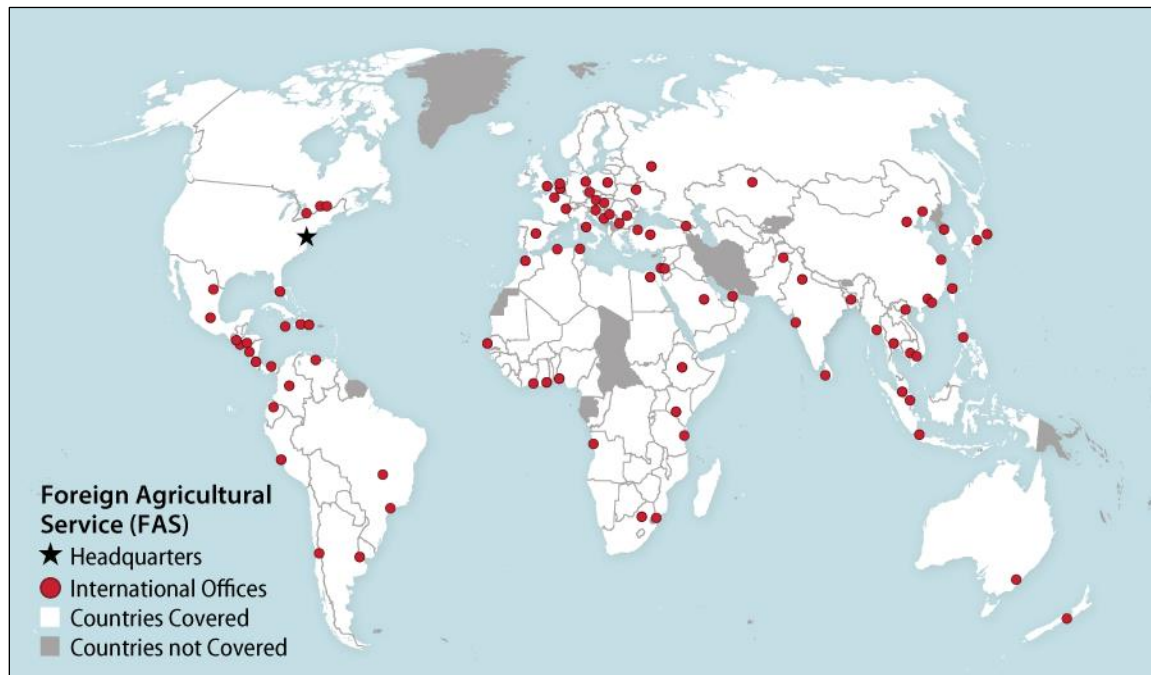 Foreign Agricultural
Service (FAS)
Headquarters
International Offices
Countries Covered
Countries not Covered